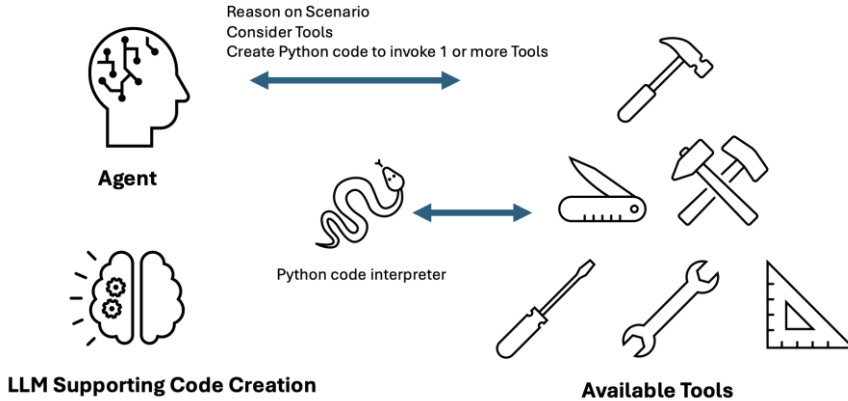 Reason on Scenario
Consider Tools
Create Python code to invoke 1 or more Tools
Agent
Python code interpreter
LLM Supporting Code Creation
Available Tools